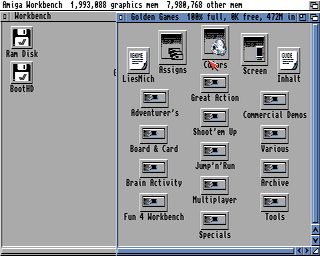 Amiga Workbench 1,993,088 graphics mem 7,980,768 other mem
Workbench
Golden Games 100% full, 0K free, 472M in
Ram Disk
BootHD
README
LiesMich
Assigns
Colors
Screen
GUIDE
Inhalt
Great Action
Adventurer's
Commercial Demos
Shoot'em Up
Board & Card
Various
Jump'n'Run
Brain Activity
Archive
Multiplayer
Fun 4 Workbench
Tools
Specials